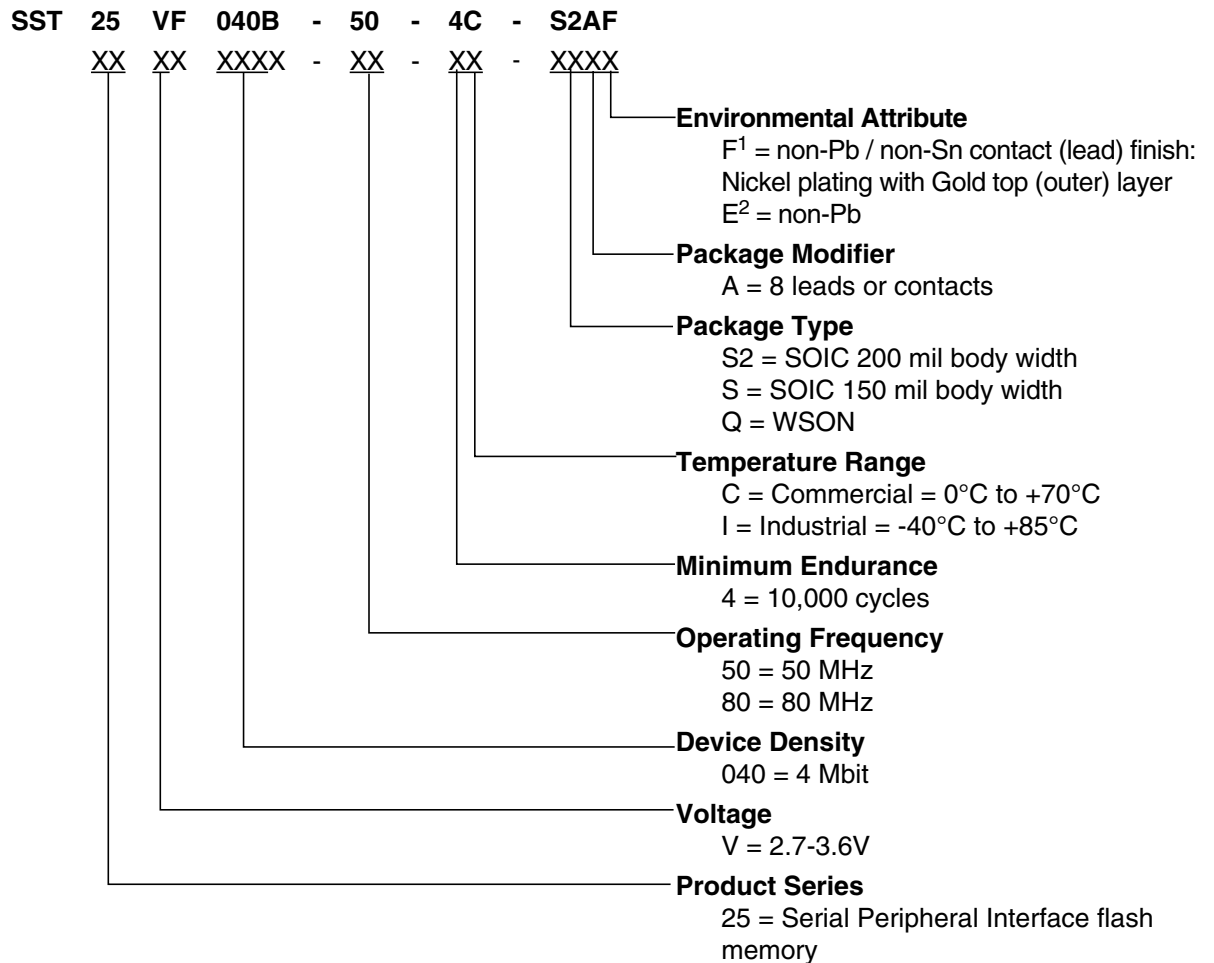 SST 25 VF 040B - 50 - 4C - S2AF
XX XX XXXX - XX - XX - XXXX
Environmental Attribute
F1 = non-Pb / non-Sn contact (lead) finish:
Nickel plating with Gold top (outer) layer
E2 = non-Pb
Package Modifier
A = 8 leads or contacts
Package Type
S2 = SOIC 200 mil body width
S = SOIC 150 mil body width
Q = WSON
Temperature Range
C = Commercial = 0°C to +70°C
I = Industrial = -40°C to +85°C
Minimum Endurance
4 = 10,000 cycles
Operating Frequency
50 = 50 MHz
80 = 80 MHz
Device Density
040 = 4 Mbit
Voltage
V = 2.7-3.6V
Product Series
25 = Serial Peripheral Interface flash
memory